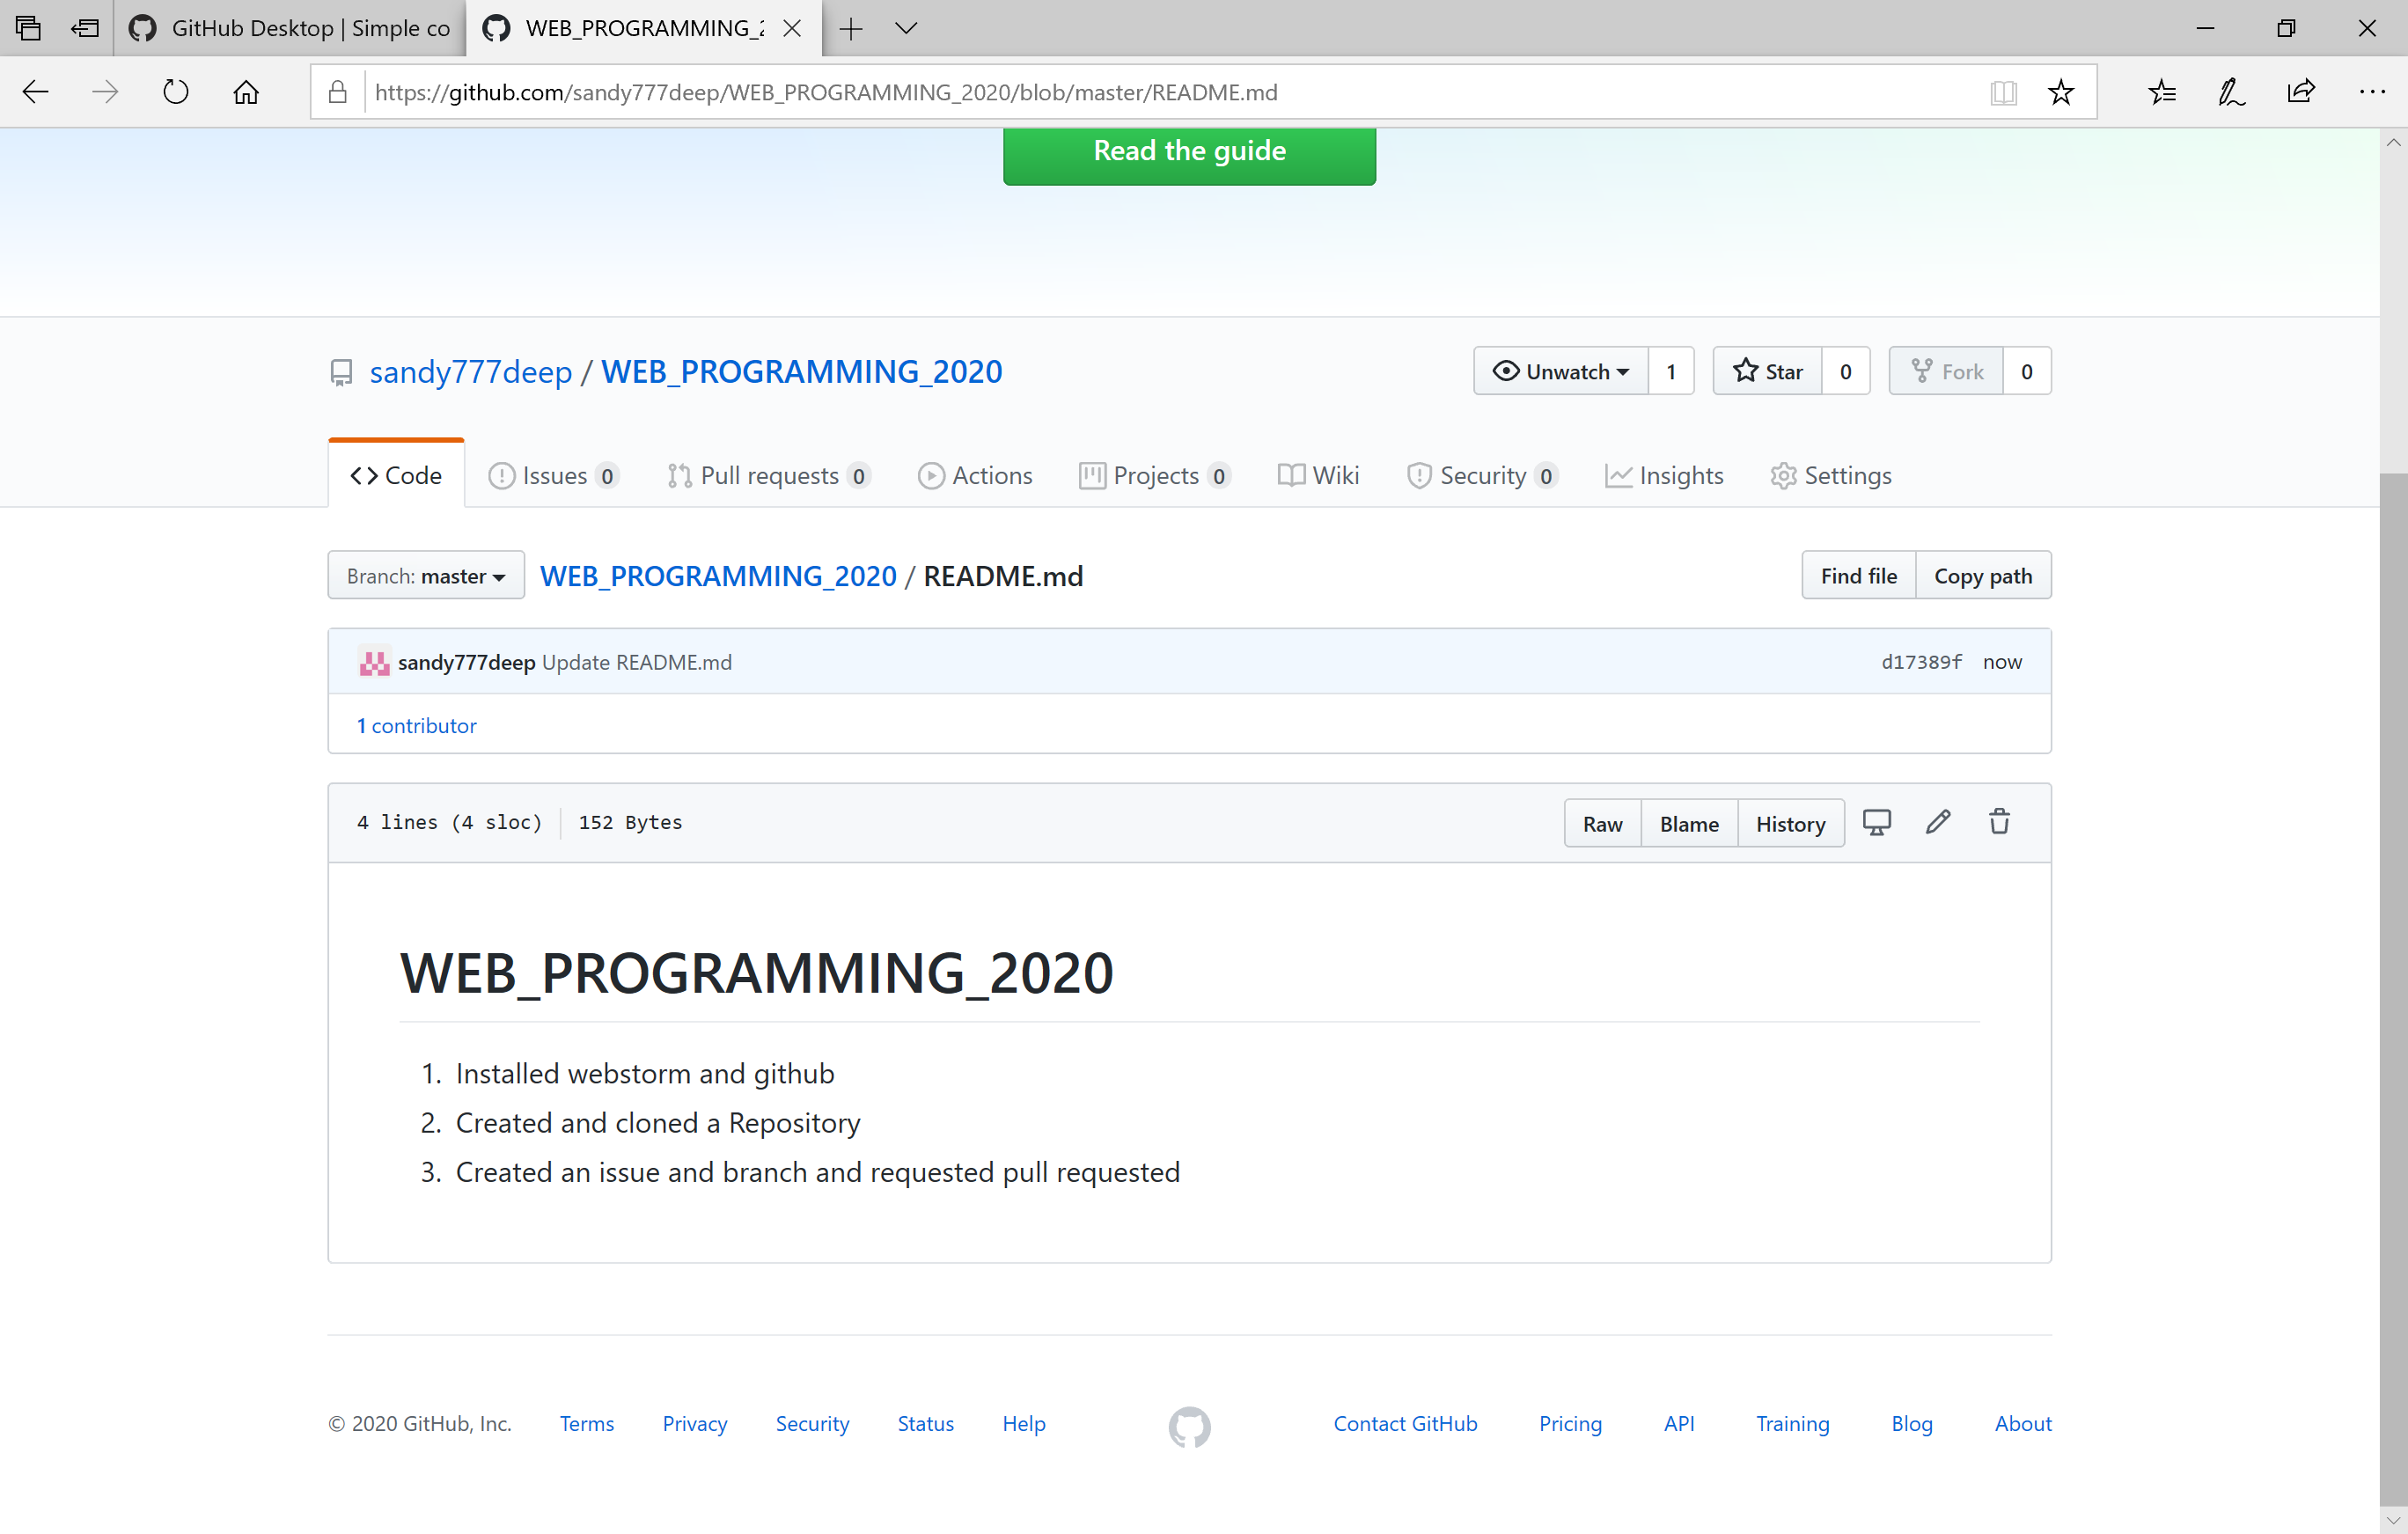 GitHub Desktop | Simple co
WEB_PROGRAMMING_2
https://github.com/sandy777deep/WEB_PROGRAMMING_2020/blob/master/README.md
Read the guide
sandy777deep / WEB_PROGRAMMING_2020
Unwatch 1 Star 0 Fork 0
Code Issues 0 Pull requests 0 Actions Projects 0 Wiki Security 0 Insights Settings
Branch: master WEB_PROGRAMMING_2020 / README.md Find file Copy path
sandy777deep Update README.md d17389f now
1 contributor
4 lines (4 sloc) 152 Bytes Raw Blame History
WEB_PROGRAMMING_2020
1. Installed webstorm and github
2. Created and cloned a Repository
3. Created an issue and branch and requested pull requested
© 2020 GitHub, Inc. Terms Privacy Security Status Help Contact GitHub Pricing API Training Blog About